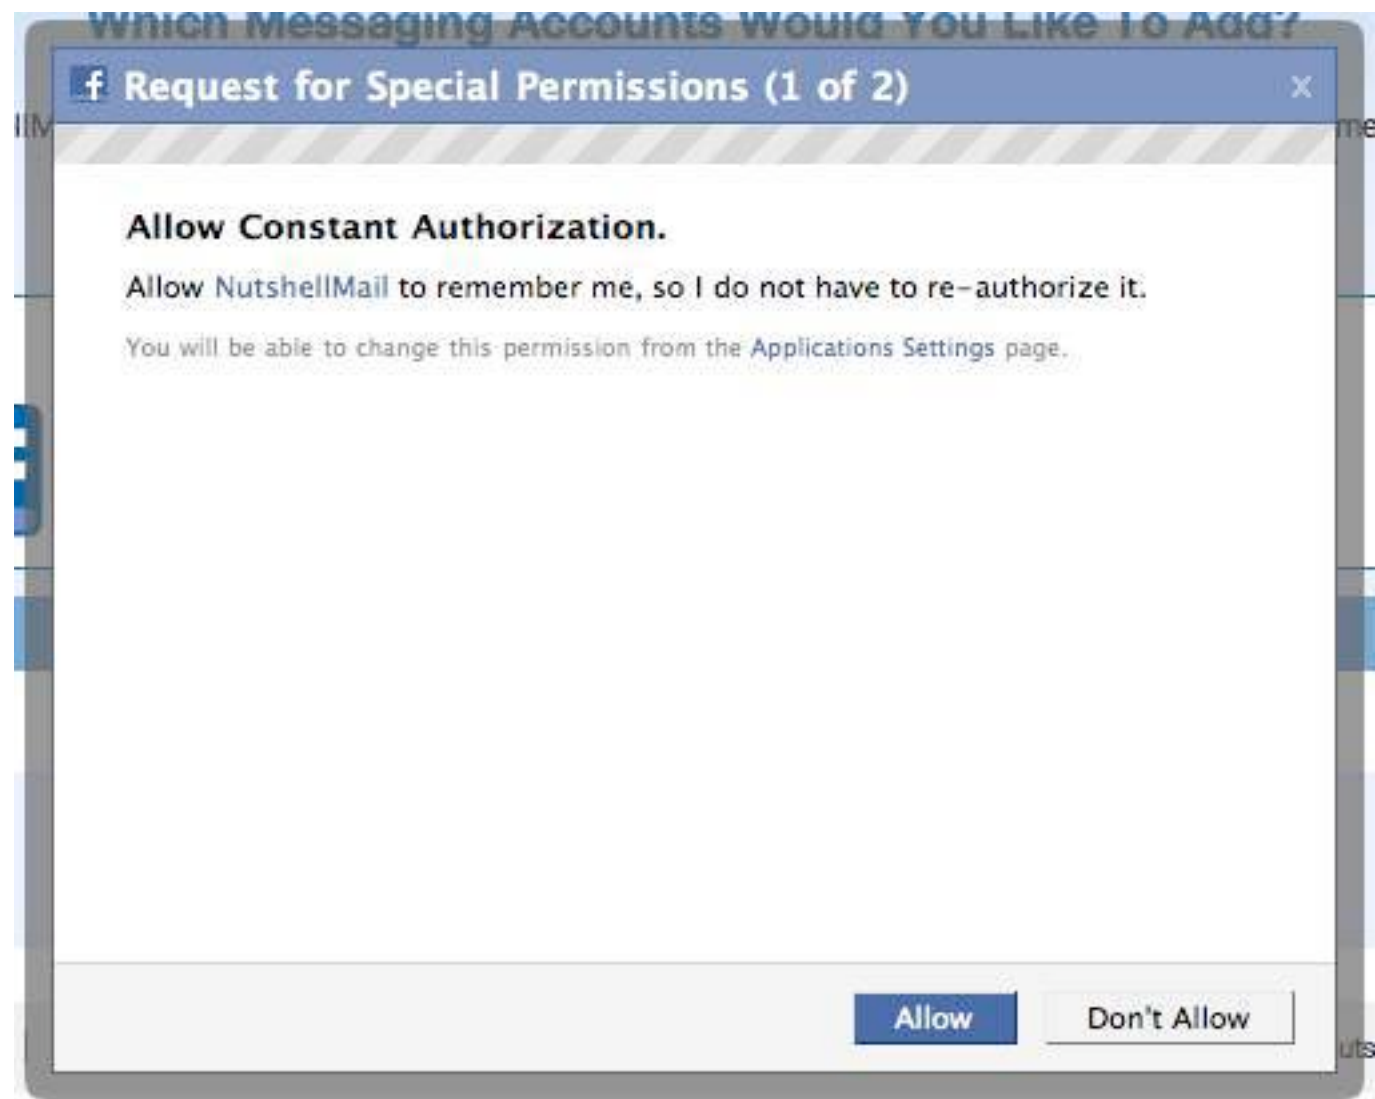 Which Messaging Accounts Would You Like To Add?
f Request for Special Permissions (1 of 2) x
Allow Constant Authorization.
Allow NutshellMail to remember me, so I do not have to re-authorize it.
You will be able to change this permission from the Applications Settings page.
Allow Don't Allow